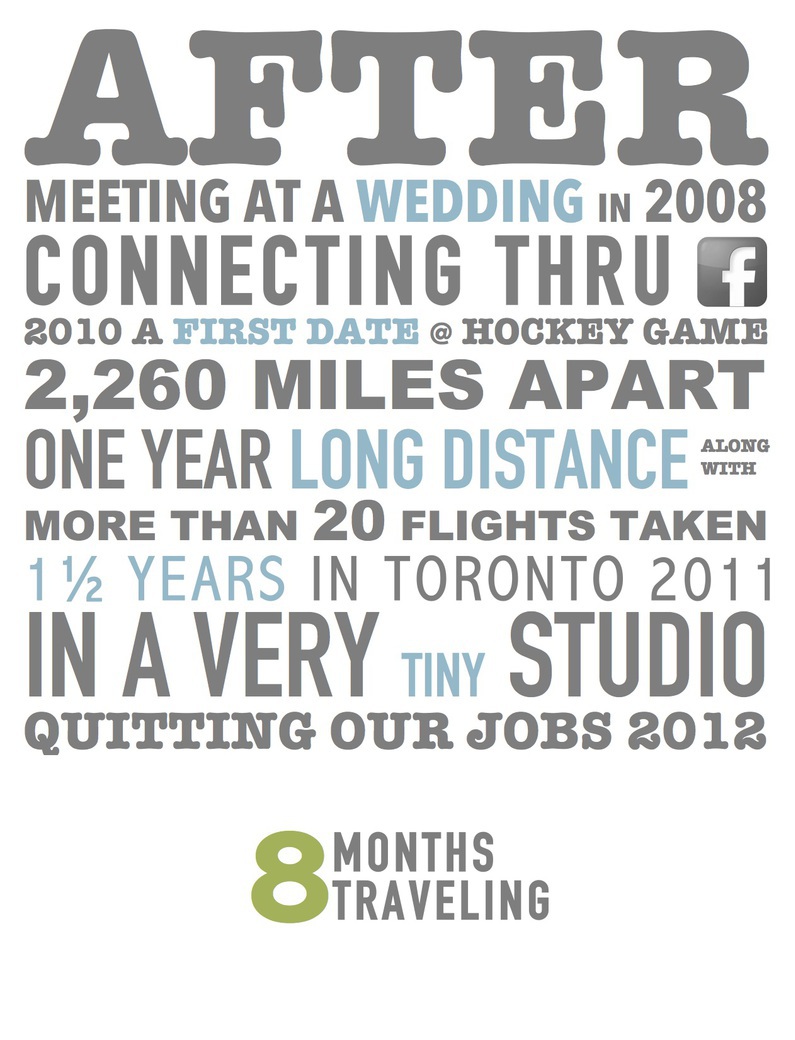 AFTER
MEETING AT A WEDDING IN 2008
CONNECTING THRU f
2010 A FIRST DATE @ HOCKEY GAME
2,260 MILES APART
ONE YEAR LONG DISTANCE ALONG WITH
MORE THAN 20 FLIGHTS TAKEN
1 ½ YEARS IN TORONTO 2011
IN A VERY TINY STUDIO
QUITTING OUR JOBS 2012
8 MONTHS
TRAVELING